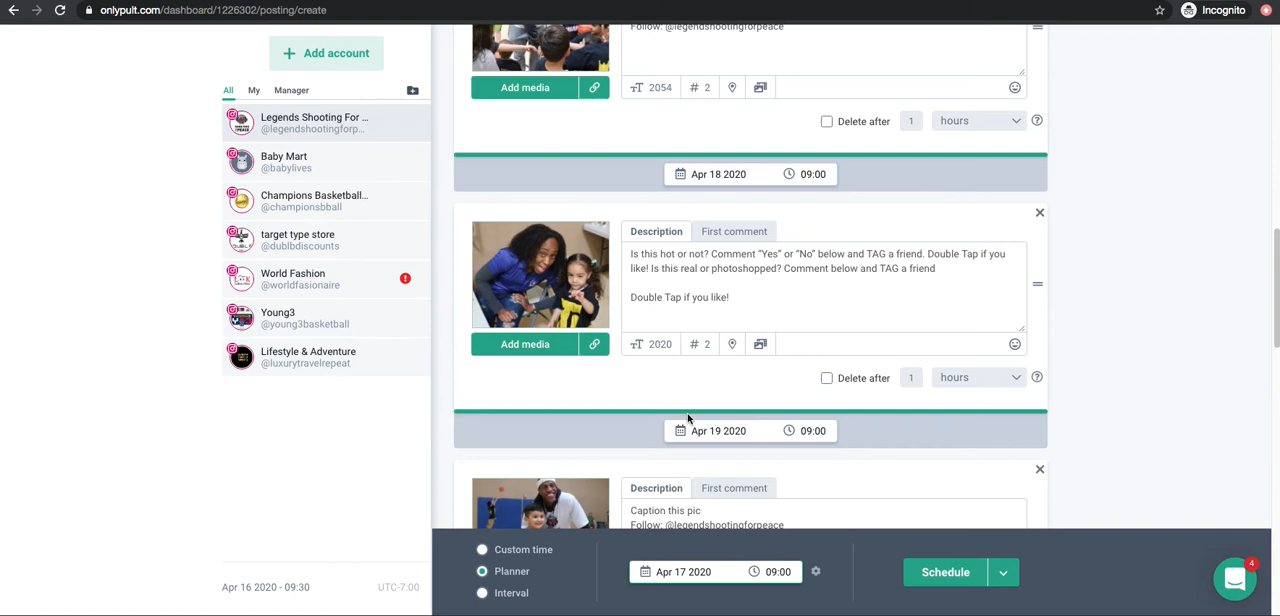 onlypult.com/dashboard/1226302/posting/create
Incognito
+ Add account
All My Manager
Legends Shooting For ...
@legendshootingforp...
Baby Mart
@babylives
Champions Basketball...
@championsbball
target type store
@dublbdiscounts
World Fashion
@worldfasionaire
Young3
@young3basketball
Lifestyle & Adventure
@luxurytravelrepeat
Apr 16 2020 - 09:30 UTC-7:00
Follow: @legendshootingforpeace
Add media
2054 # 2
Delete after 1 hours
Apr 18 2020 09:00
Description First comment
Is this hot or not? Comment “Yes” or “No” below and TAG a friend. Double Tap if you
like! Is this real or photoshopped? Comment below and TAG a friend
Double Tap if you like!
Add media
2020 # 2
Delete after 1 hours
Apr 19 2020 09:00
Description First comment
Caption this pic
Follow: @legendshootingforpeace
Custom time
Planner
Interval
Apr 17 2020 09:00
Schedule
4